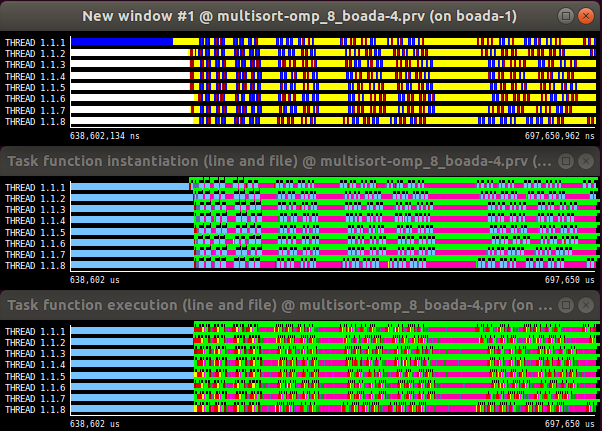 New window #1 @ multisort-omp_8_boada-4.prv (on boada-1)
THREAD 1.1.1
THREAD 1.1.2
THREAD 1.1.3
THREAD 1.1.4
THREAD 1.1.5
THREAD 1.1.6
THREAD 1.1.7
THREAD 1.1.8
638,602,134 ns 697,650,962 ns
Task function instantiation (line and file) @ multisort-omp_8_boada-4.prv (...
THREAD 1.1.1
THREAD 1.1.2
THREAD 1.1.3
THREAD 1.1.4
THREAD 1.1.5
THREAD 1.1.6
THREAD 1.1.7
THREAD 1.1.8
638,602 us 697,650 us
Task function execution (line and file) @ multisort-omp_8_boada-4.prv (on ...
THREAD 1.1.1
THREAD 1.1.2
THREAD 1.1.3
THREAD 1.1.4
THREAD 1.1.5
THREAD 1.1.6
THREAD 1.1.7
THREAD 1.1.8
638,602 us 697,650 us